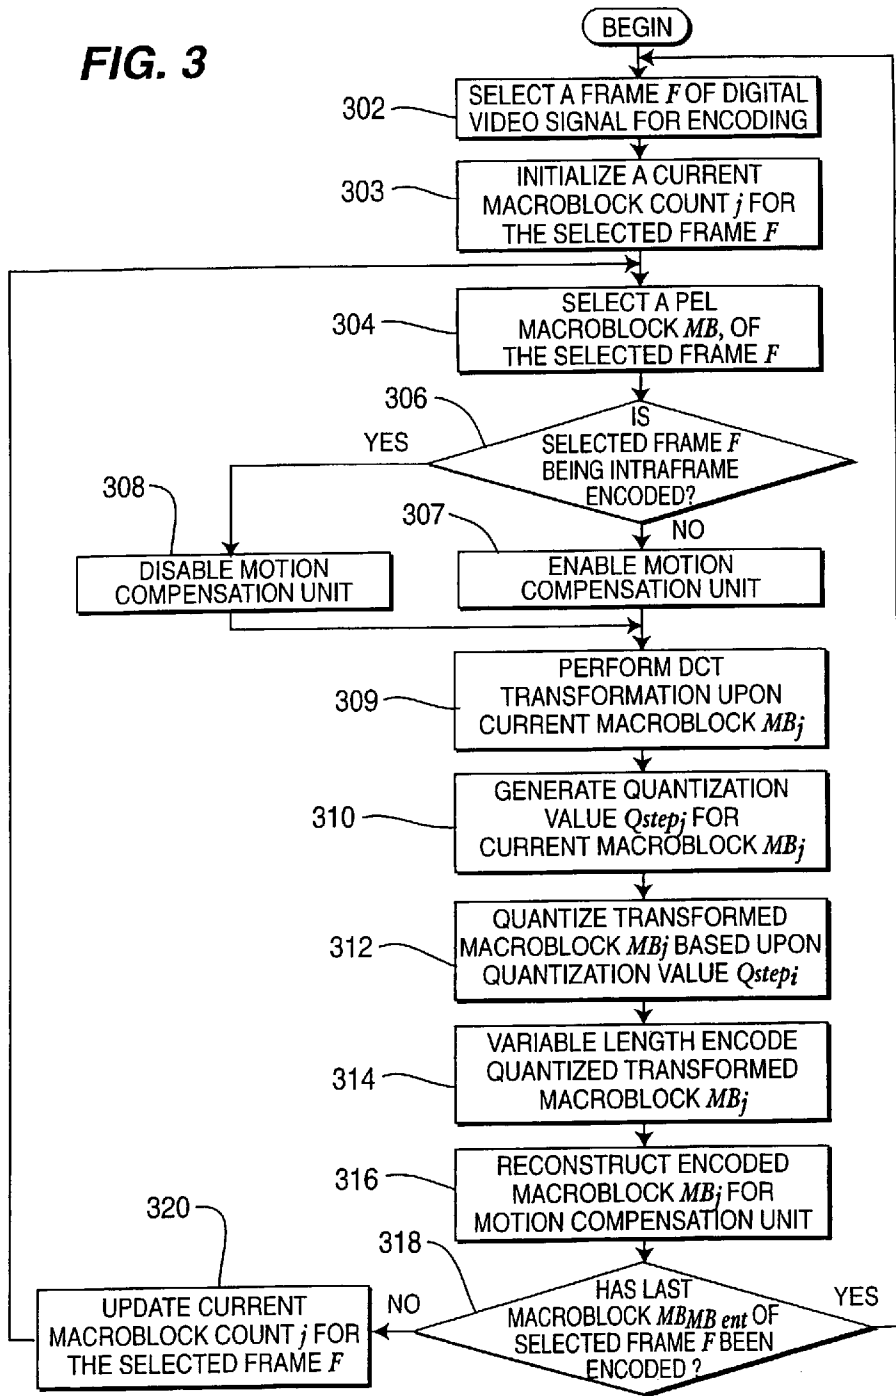 FIG. 3
BEGIN
302
SELECT A FRAME F OF DIGITAL
VIDEO SIGNAL FOR ENCODING
303
INITIALIZE A CURRENT
MACROBLOCK COUNT j FOR
THE SELECTED FRAME F
304
SELECT A PEL
MACROBLOCK MB, OF
THE SELECTED FRAME F
306
IS
SELECTED FRAME F
BEING INTRAFRAME
ENCODED?
YES
NO
308
DISABLE MOTION
COMPENSATION UNIT
307
ENABLE MOTION
COMPENSATION UNIT
309
PERFORM DCT
TRANSFORMATION UPON
CURRENT MACROBLOCK MBj
310
GENERATE QUANTIZATION
VALUE Qstepj FOR
CURRENT MACROBLOCK MBj
312
QUANTIZE TRANSFORMED
MACROBLOCK MBj BASED UPON
QUANTIZATION VALUE Qstepi
314
VARIABLE LENGTH ENCODE
QUANTIZED TRANSFORMED
MACROBLOCK MBj
316
RECONSTRUCT ENCODED
MACROBLOCK MBj FOR
MOTION COMPENSATION UNIT
318
HAS LAST
MACROBLOCK MBMB ent OF
SELECTED FRAME F BEEN
ENCODED ?
YES
NO
320
UPDATE CURRENT
MACROBLOCK COUNT j FOR
THE SELECTED FRAME F